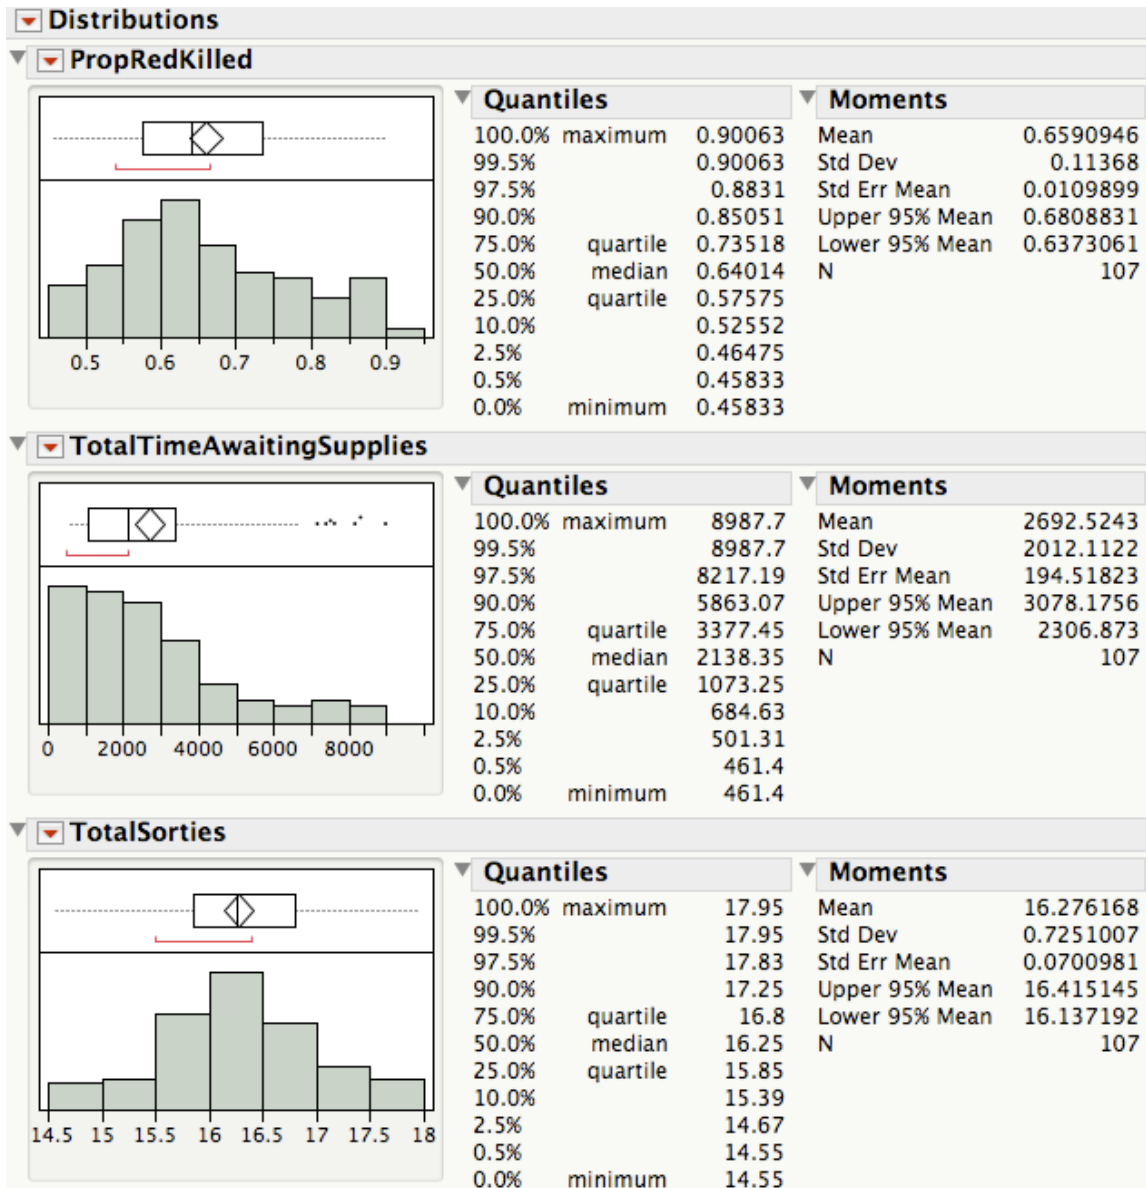 Distributions
PropRedKilled
Quantiles
100.0% maximum 0.90063
99.5% 0.90063
97.5% 0.8831
90.0% 0.85051
75.0% quartile 0.73518
50.0% median 0.64014
25.0% quartile 0.57575
10.0% 0.52552
2.5% 0.46475
0.5% 0.45833
0.0% minimum 0.45833
Moments
Mean 0.6590946
Std Dev 0.11368
Std Err Mean 0.0109899
Upper 95% Mean 0.6808831
Lower 95% Mean 0.6373061
N 107
0.5 0.6 0.7 0.8 0.9
TotalTimeAwaitingSupplies
Quantiles
100.0% maximum 8987.7
99.5% 8987.7
97.5% 8217.19
90.0% 5863.07
75.0% quartile 3377.45
50.0% median 2138.35
25.0% quartile 1073.25
10.0% 684.63
2.5% 501.31
0.5% 461.4
0.0% minimum 461.4
Moments
Mean 2692.5243
Std Dev 2012.1122
Std Err Mean 194.51823
Upper 95% Mean 3078.1756
Lower 95% Mean 2306.873
N 107
0 2000 4000 6000 8000
TotalSorties
Quantiles
100.0% maximum 17.95
99.5% 17.95
97.5% 17.83
90.0% 17.25
75.0% quartile 16.8
50.0% median 16.25
25.0% quartile 15.85
10.0% 15.39
2.5% 14.67
0.5% 14.55
0.0% minimum 14.55
Moments
Mean 16.276168
Std Dev 0.7251007
Std Err Mean 0.0700981
Upper 95% Mean 16.415145
Lower 95% Mean 16.137192
N 107
14.5 15 15.5 16 16.5 17 17.5 18